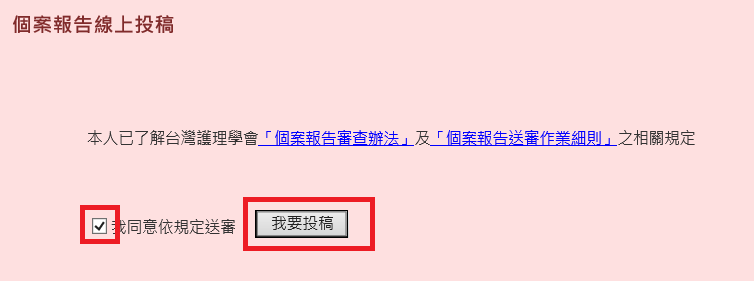 個案報告線上投稿
本人已了解台灣護理學會「個案報告審查辦法」及「個案報告送審作業細則」之相關規定
我同意依規定送審 我要投稿